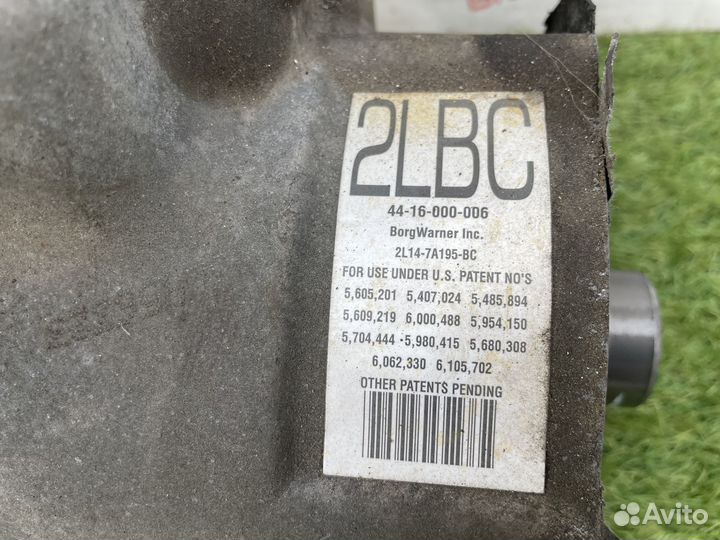 2LBC
44-16-000-006
BorgWarner Inc.
2L14-7A195-BC
FOR USE UNDER U.S. PATENT NO'S
5,605,201 5,407,024 5,485,894
5,609,219 6,000,488 5,954,150
5,704,444 5,980,415 5,680,308
6,062,330 6,105,702
OTHER PATENTS PENDING
Avito